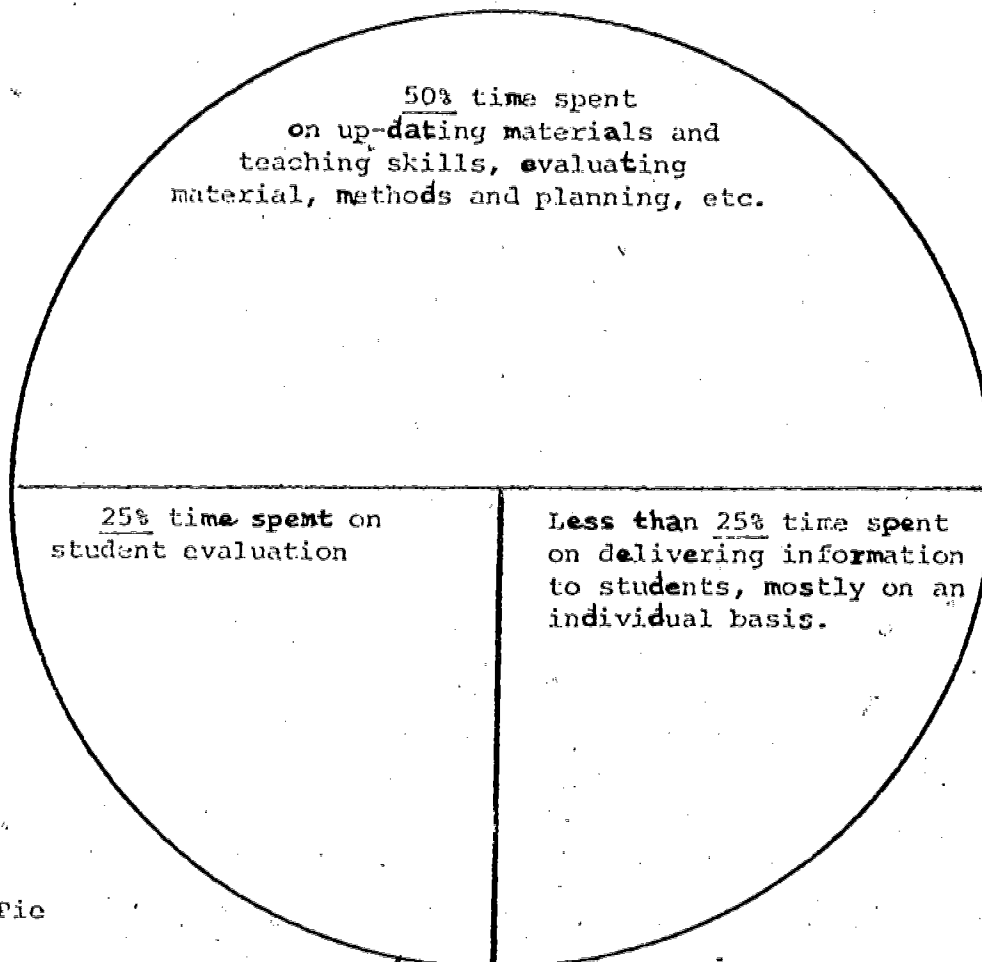 50% time spent
on up-dating materials and
teaching skills, evaluating
material, methods and planning, etc.
25% time spent on
student evaluation
Less than 25% time spent
on delivering information
to students, mostly on an
individual basis.
Pie